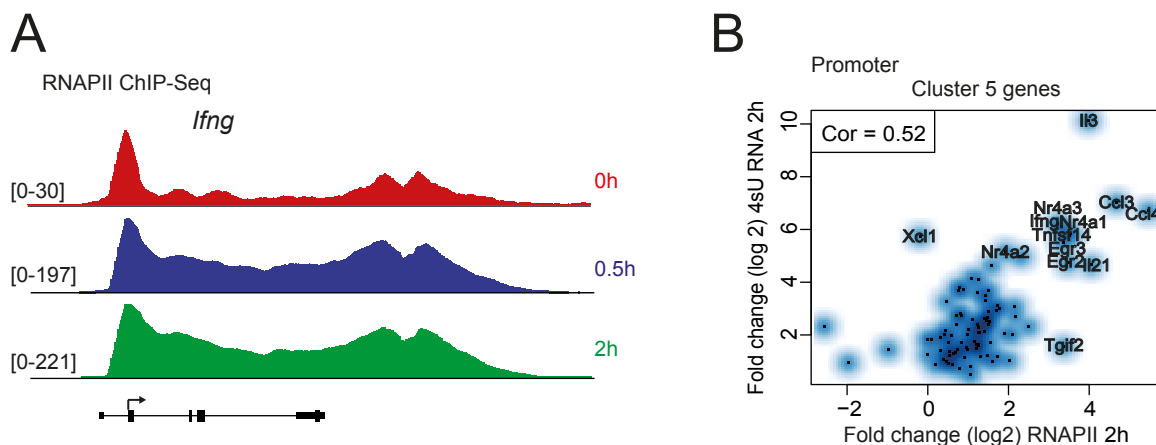 A
RNAPII ChIP-Seq
Ifng
[0-30]
0h
[0-197]
0.5h
[0-221]
2h
B
Promoter
Cluster 5 genes
Cor = 0.52
Fold change (log 2) 4sU RNA 2h
10
8
6
4
2
Il3
Ccl3
Ccl4
Nr4a3
Ifng
Nr4a1
Tnfsf14
Xcl1
Egr3
Nr4a2
Egr2
Il21
Tgif2
−2
0
2
4
Fold change (log2) RNAPII 2h